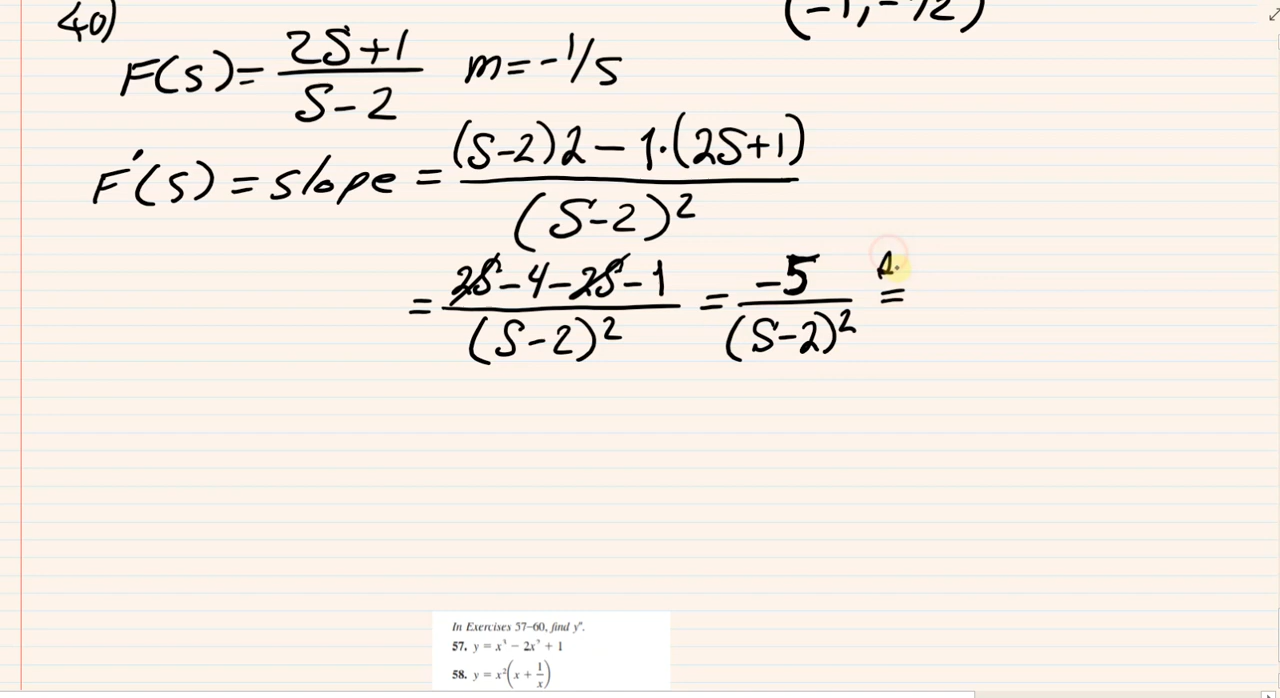 40)
(-1, -1/2)
F(s) = (2S+1)/(S-2) m = -1/5
F'(s) = slope = ((S-2)2 - 1·(2S+1))/(S-2)²
= (2S-4-2S-1)/(S-2)² = -5/(S-2)² =
In Exercises 57–60, find y″.
57. y = x³ − 2x² + 1
58. y = x²(x + 1/x)